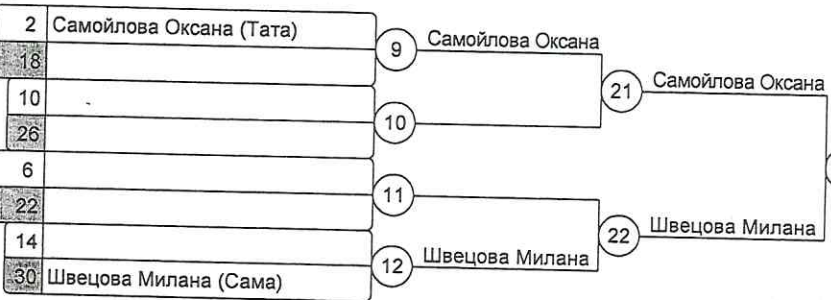 2 Самойлова Оксана (Тата)
18
10
26
6
22
14
30 Швецова Милана (Сама)
9 Самойлова Оксана
10
11
12 Швецова Милана
21 Самойлова Оксана
22 Швецова Милана